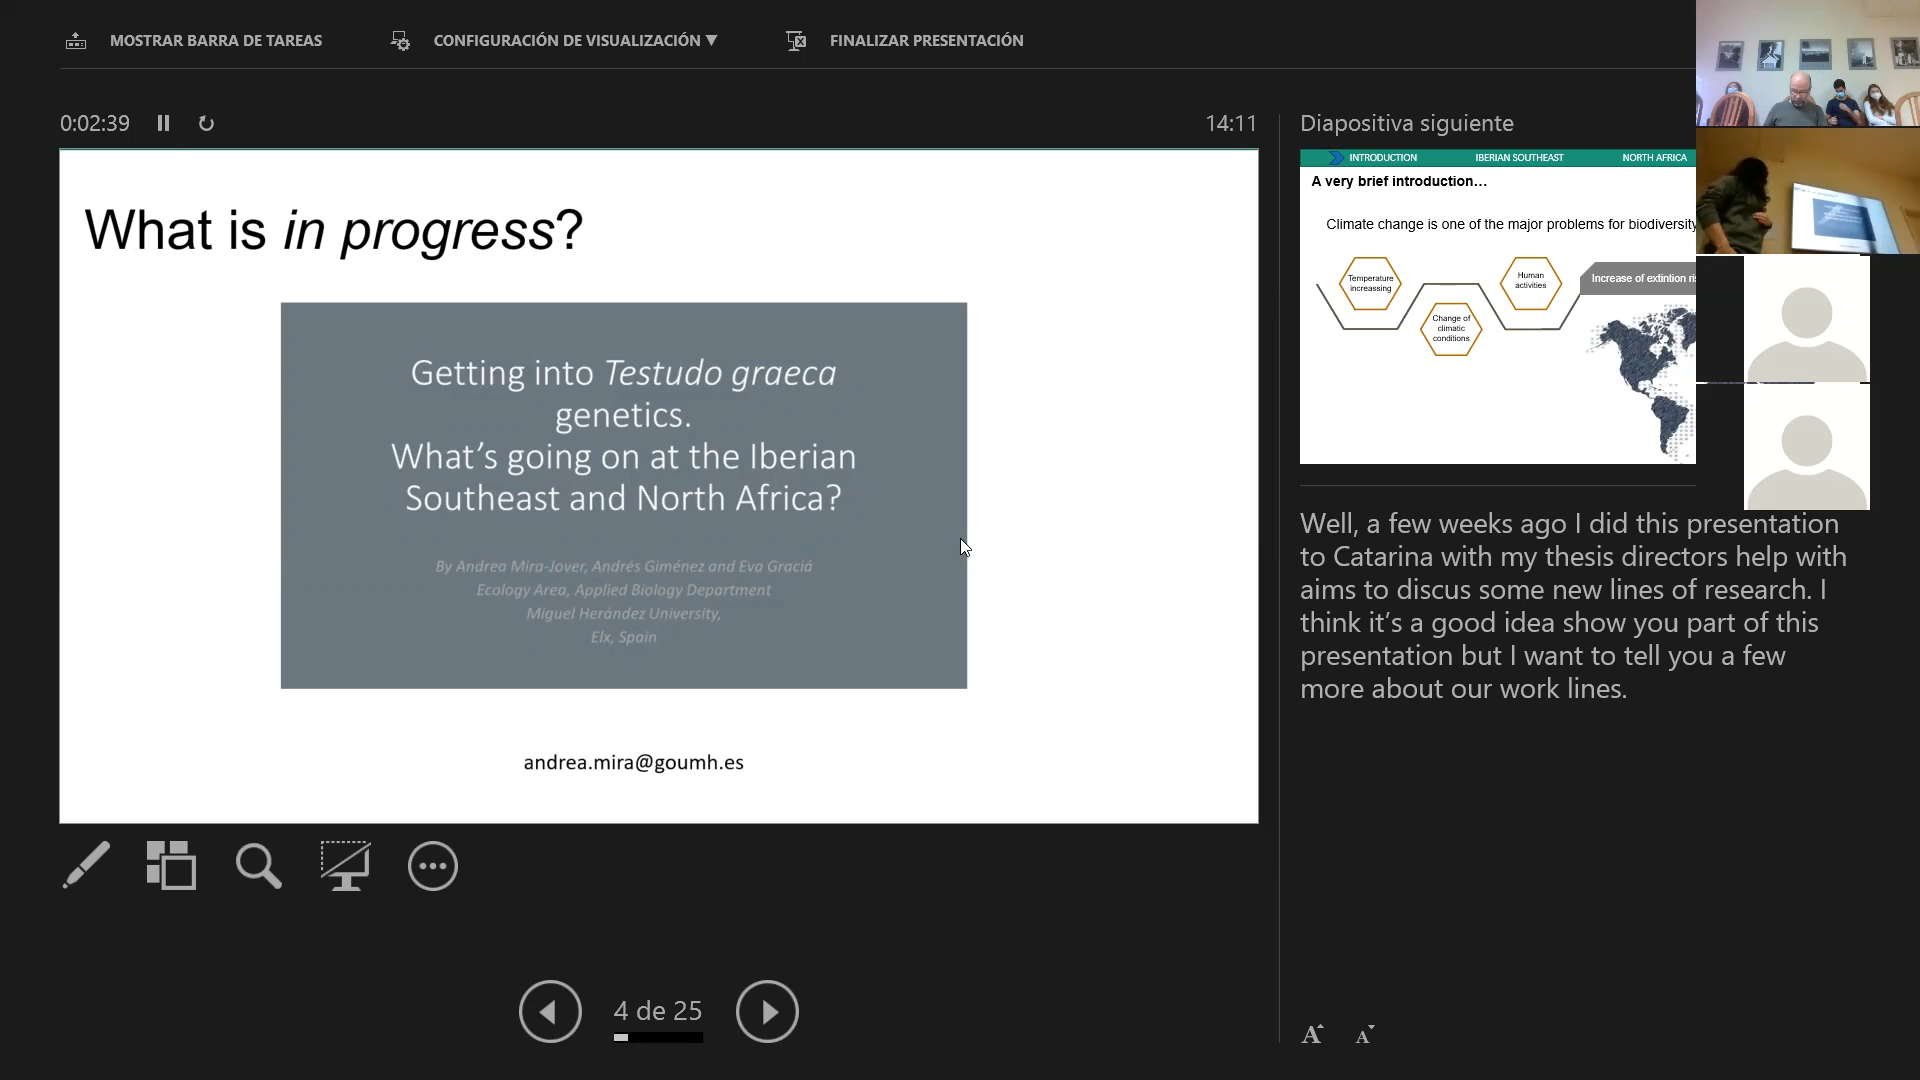 MOSTRAR BARRA DE TAREAS
CONFIGURACIÓN DE VISUALIZACIÓN ▼
FINALIZAR PRESENTACIÓN
0:02:39
14:11
What is in progress?
Getting into Testudo graeca
genetics.
What's going on at the Iberian
Southeast and North Africa?
By Andrea Mira-Jover, Andrés Giménez and Eva Graciá
Ecology Area, Applied Biology Department
Miguel Herández University,
Elx, Spain
andrea.mira@goumh.es
4 de 25
Diapositiva siguiente
INTRODUCTION
IBERIAN SOUTHEAST
NORTH AFRICA
A very brief introduction...
Climate change is one of the major problems for biodiversity
Temperature
increassing
Change of
climatic
conditions
Human
activities
Increase of extintion
Well, a few weeks ago I did this presentation
to Catarina with my thesis directors help with
aims to discus some new lines of research. I
think it's a good idea show you part of this
presentation but I want to tell you a few
more about our work lines.
A
A